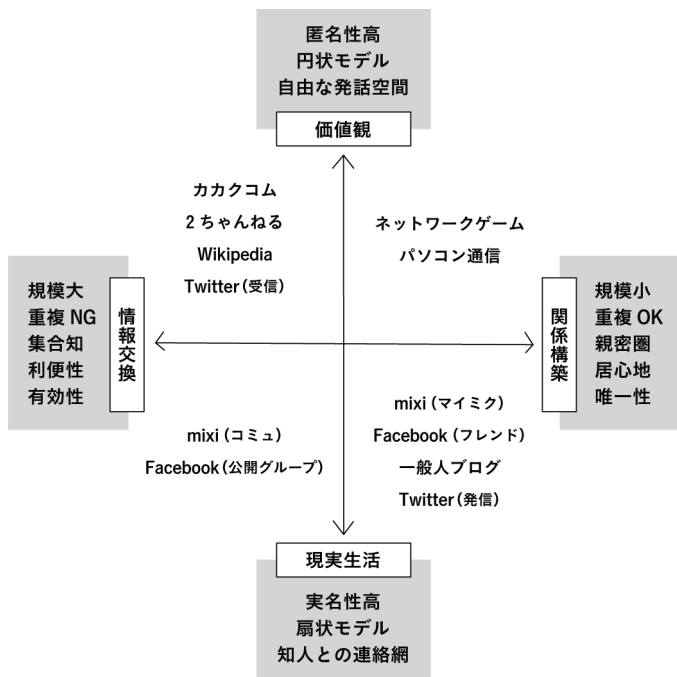 匿名性高
円状モデル
自由な発話空間
価値観
カカクコム
2ちゃんねる
Wikipedia
Twitter(受信)
ネットワークゲーム
パソコン通信
規模大
重複NG
集合知
利便性
有効性
情報交換
関係構築
規模小
重複OK
親密圏
居心地
唯一性
mixi(コミュ)
Facebook(公開グループ)
mixi(マイミク)
Facebook(フレンド)
一般人ブログ
Twitter(発信)
現実生活
実名性高
扇状モデル
知人との連絡網